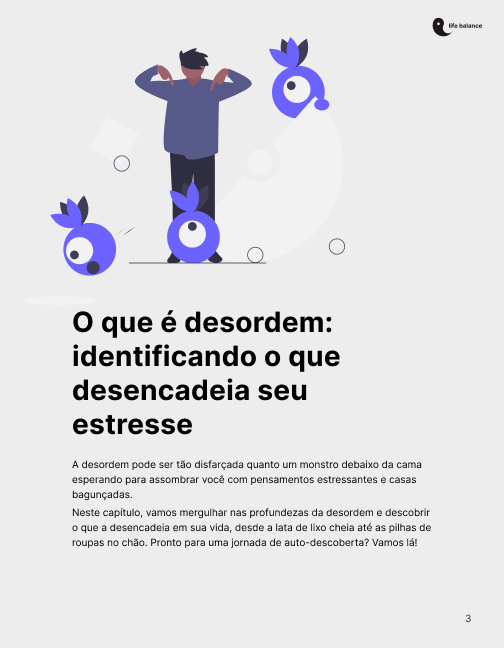 life balance
O que é desordem:
identificando o que
desencadeia seu
estresse
A desordem pode ser tão disfarçada quanto um monstro debaixo da cama
esperando para assombrar você com pensamentos estressantes e casas
bagunçadas.
Neste capítulo, vamos mergulhar nas profundezas da desordem e descobrir
o que a desencadeia em sua vida, desde a lata de lixo cheia até as pilhas de
roupas no chão. Pronto para uma jornada de auto-descoberta? Vamos lá!
3